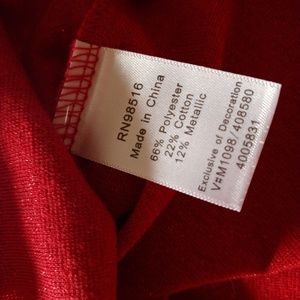 RN98516
Made In China
66% Polyester
22% Cotton
12% Metallic
Exclusive of Decoration
V#M1098/408580
4005831